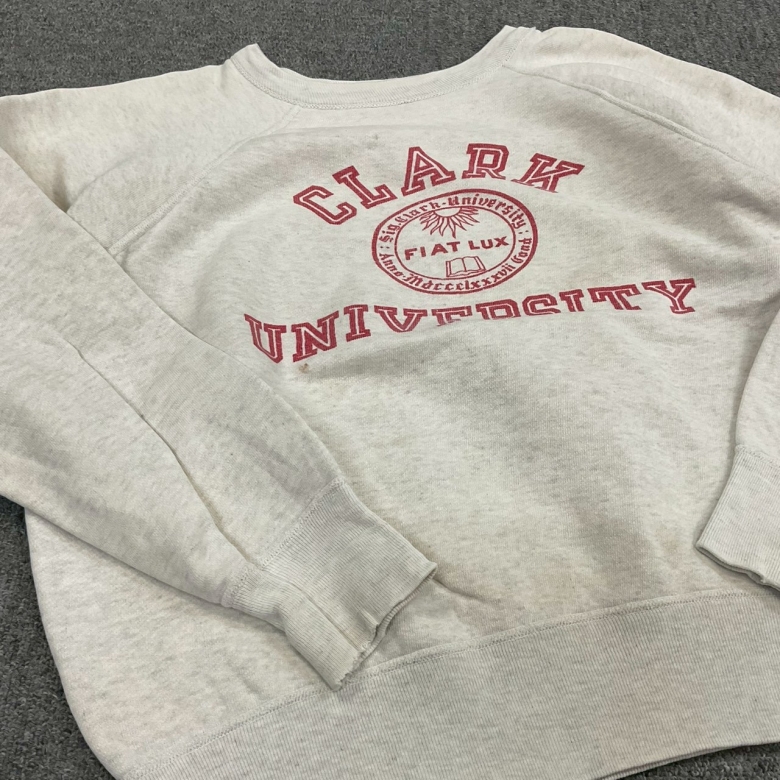 CLARK
Sig. Clark-University:
FIAT LUX
Anno-Mdccclxxxvii Cond
UNIVERSITY